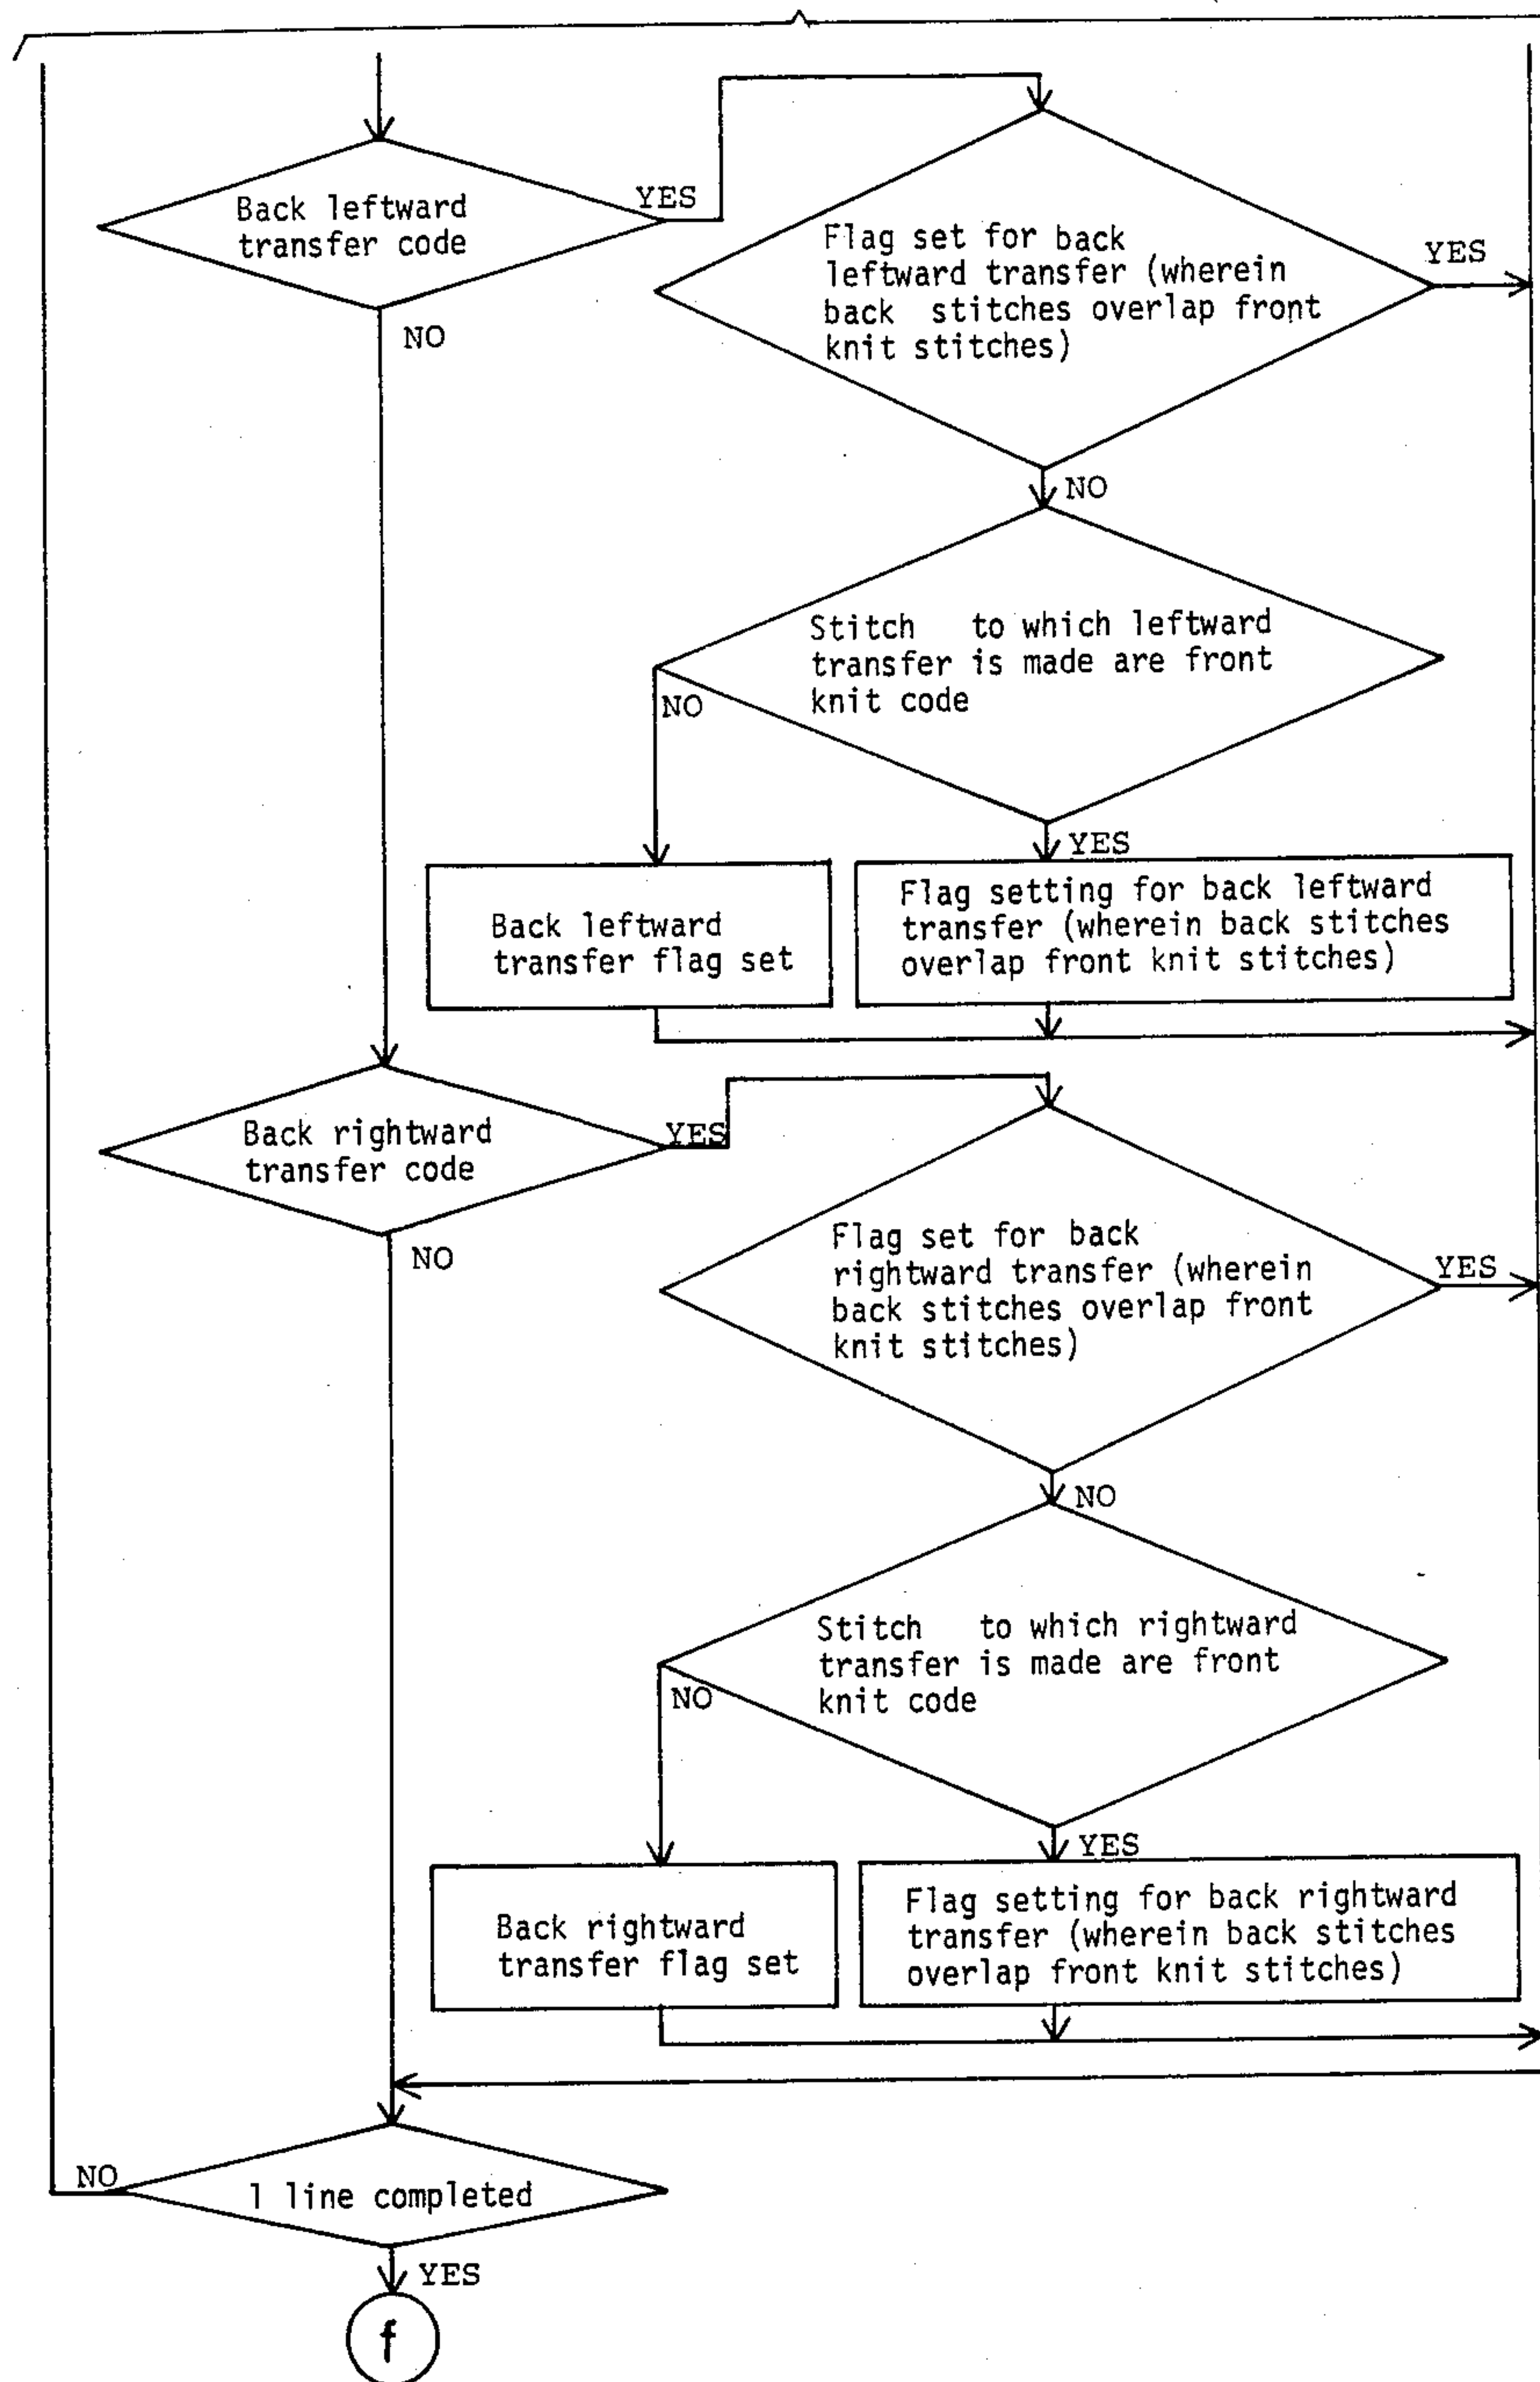 Back leftward
transfer code
YES
NO
Flag set for back
leftward transfer (wherein
back stitches overlap front
knit stitches)
YES
NO
Stitch to which leftward
transfer is made are front
knit code
NO
YES
Back leftward
transfer flag set
Flag setting for back leftward
transfer (wherein back stitches
overlap front knit stitches)
Back rightward
transfer code
YES
NO
Flag set for back
rightward transfer (wherein
back stitches overlap front
knit stitches)
YES
NO
Stitch to which rightward
transfer is made are front
knit code
NO
YES
Back rightward
transfer flag set
Flag setting for back rightward
transfer (wherein back stitches
overlap front knit stitches)
1 line completed
NO
YES
f